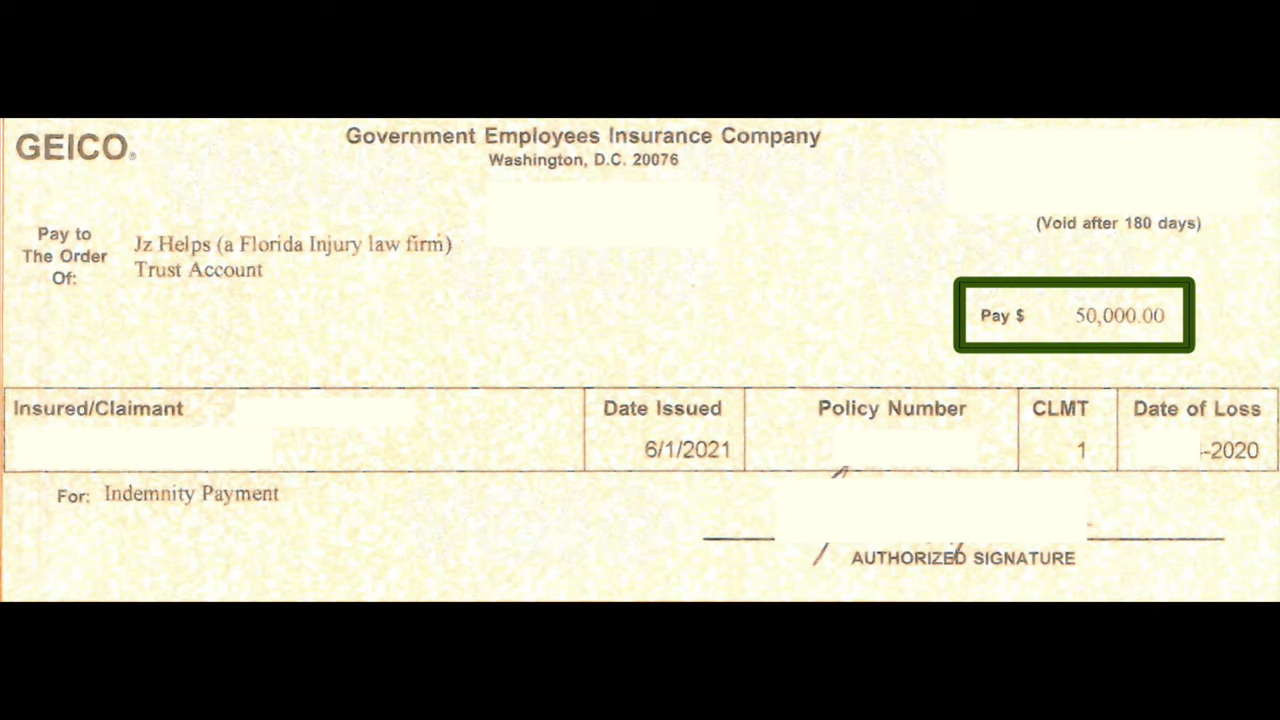 GEICO®
Government Employees Insurance Company
Washington, D.C. 20076
(Void after 180 days)
Pay to
The Order
Of:
Jz Helps (a Florida Injury law firm)
Trust Account
Pay $ 50,000.00
Insured/Claimant Date Issued Policy Number CLMT Date of Loss
6/1/2021 1 -2020
For: Indemnity Payment
AUTHORIZED SIGNATURE